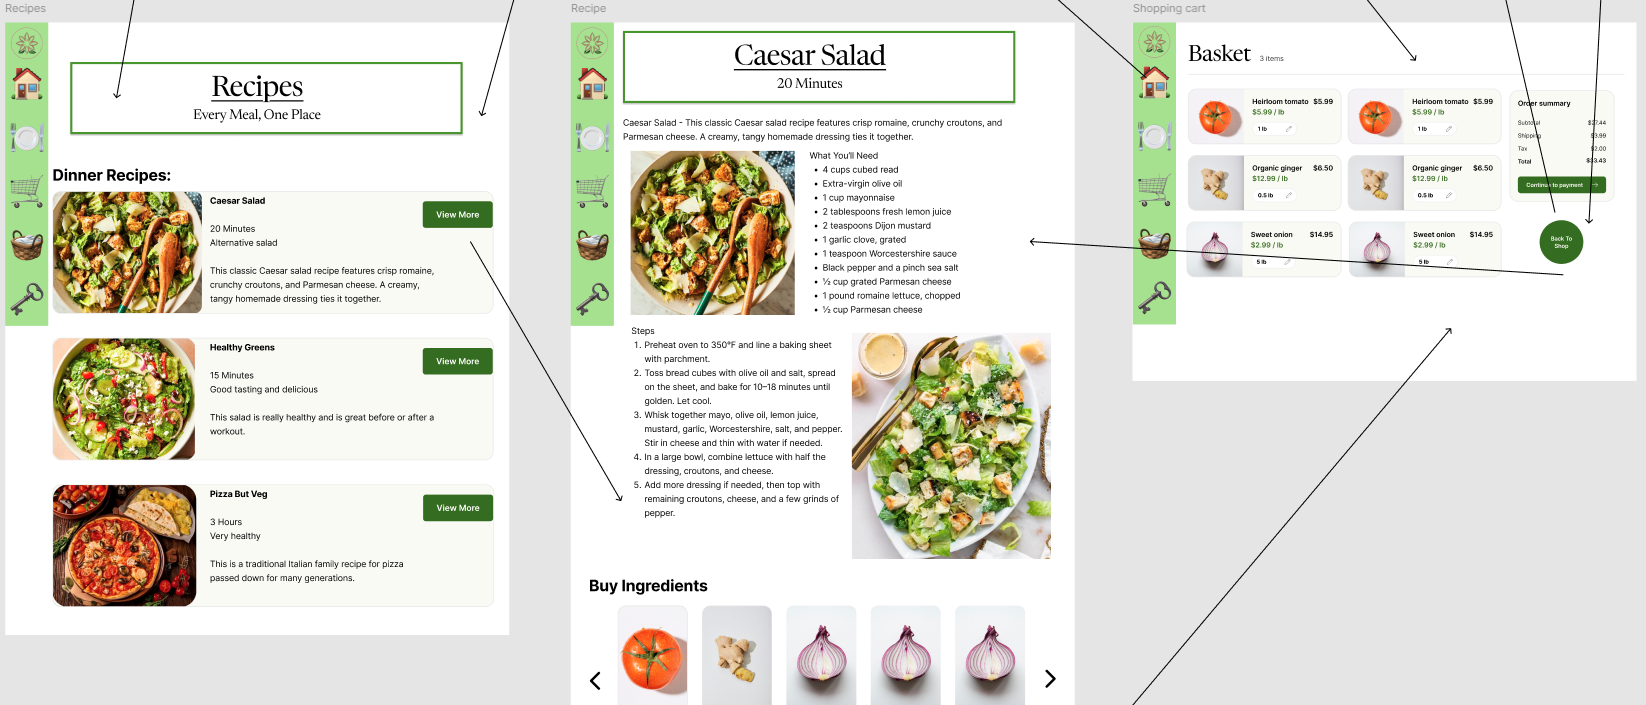 Recipes
Recipes
Every Meal, One Place
Dinner Recipes:
Caesar Salad
View More
20 Minutes
Alternative salad
This classic Caesar salad recipe features crisp romaine,
crunchy croutons, and Parmesan cheese. A creamy,
tangy homemade dressing ties it together.
Healthy Greens
View More
15 Minutes
Good tasting and delicious
This salad is really healthy and is great before or after a
workout.
Pizza But Veg
View More
3 Hours
Very healthy
This is a traditional Italian family recipe for pizza
passed down for many generations.
Recipe
Caesar Salad
20 Minutes
Caesar Salad - This classic Caesar salad recipe features crisp romaine, crunchy croutons, and
Parmesan cheese. A creamy, tangy homemade dressing ties it together.
What You'll Need
• 4 cups cubed read
• Extra-virgin olive oil
• 1 cup mayonnaise
• 2 tablespoons fresh lemon juice
• 2 teaspoons Dijon mustard
• 1 garlic clove, grated
• 1 teaspoon Worcestershire sauce
• Black pepper and a pinch sea salt
• ½ cup grated Parmesan cheese
• 1 pound romaine lettuce, chopped
• ½ cup Parmesan cheese
Steps
1. Preheat oven to 350°F and line a baking sheet
with parchment.
2. Toss bread cubes with olive oil and salt, spread
on the sheet, and bake for 10–18 minutes until
golden. Let cool.
3. Whisk together mayo, olive oil, lemon juice,
mustard, garlic, Worcestershire, salt, and pepper.
Stir in cheese and thin with water if needed.
4. In a large bowl, combine lettuce with half the
dressing, croutons, and cheese.
5. Add more dressing if needed, then top with
remaining croutons, cheese, and a few grinds of
pepper.
Buy Ingredients
Shopping cart
Basket 3 items
Heirloom tomato $5.99
$5.99 / lb
1 lb
Heirloom tomato $5.99
$5.99 / lb
1 lb
Organic ginger $6.50
$12.99 / lb
0.5 lb
Organic ginger $6.50
$12.99 / lb
0.5 lb
Sweet onion $14.95
$2.99 / lb
5 lb
Sweet onion $14.95
$2.99 / lb
5 lb
Order summary
Subtotal $27.44
Shipping $3.99
Tax $2.00
Total $33.43
Continue to payment
Back To
Shop